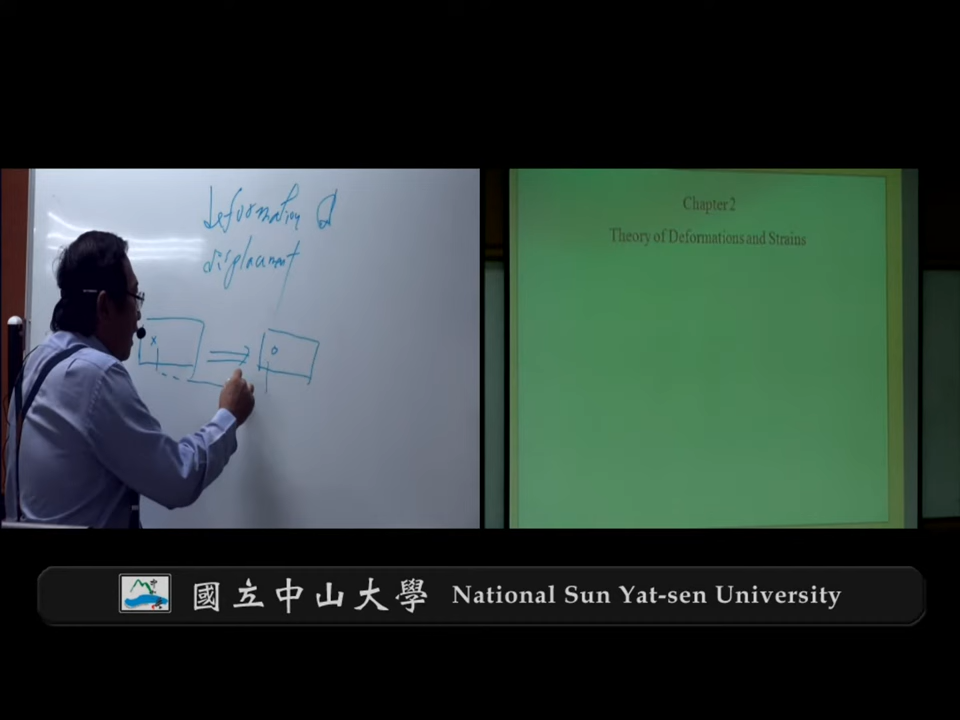 deformation &
displacement
x
Chapter 2
Theory of Deformations and Strains
國立中山大學 National Sun Yat-sen University